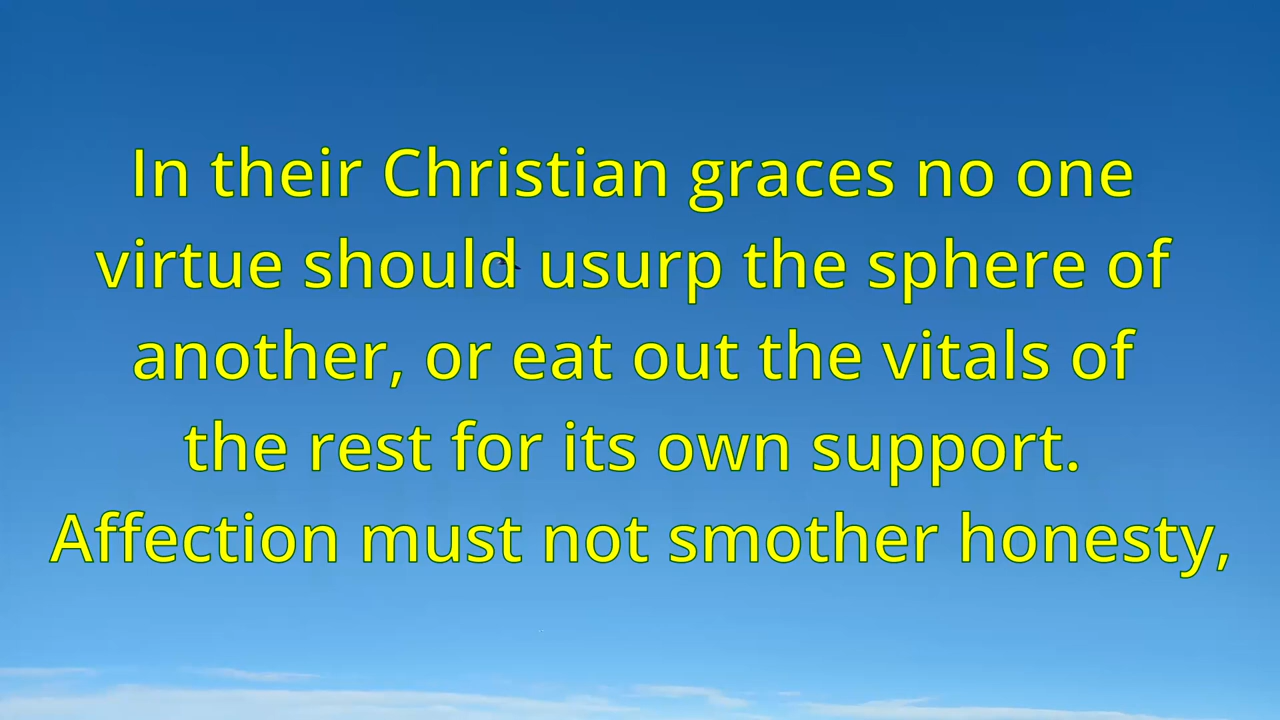 In their Christian graces no one
virtue should usurp the sphere of
another, or eat out the vitals of
the rest for its own support.
Affection must not smother honesty,